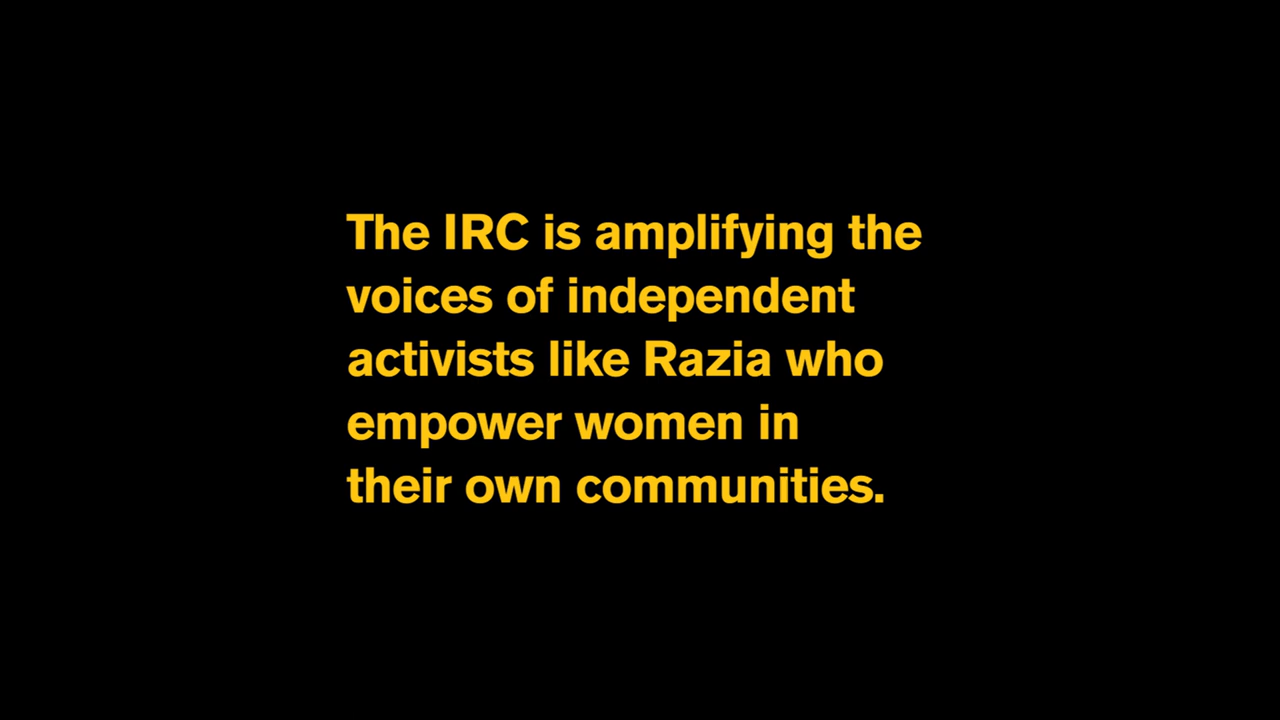 The IRC is amplifying the
voices of independent
activists like Razia who
empower women in
their own communities.